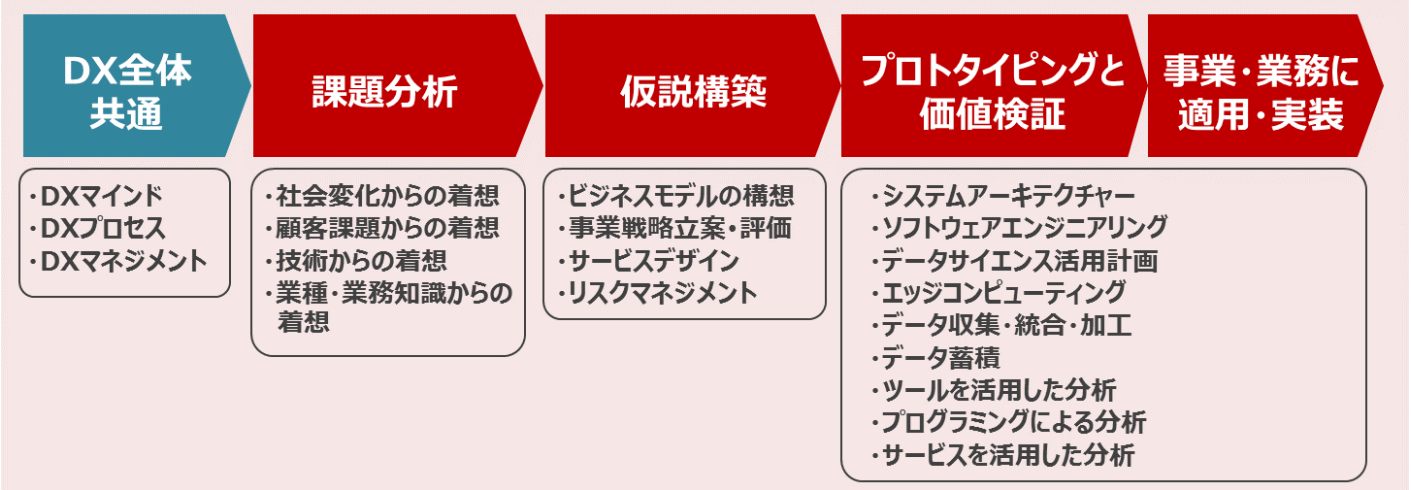 DX全体
共通
課題分析
仮説構築
プロトタイピングと
価値検証
事業・業務に
適用・実装
・DXマインド
・DXプロセス
・DXマネジメント
・社会変化からの着想
・顧客課題からの着想
・技術からの着想
・業種・業務知識からの
着想
・ビジネスモデルの構想
・事業戦略立案・評価
・サービスデザイン
・リスクマネジメント
・システムアーキテクチャー
・ソフトウェアエンジニアリング
・データサイエンス活用計画
・エッジコンピューティング
・データ収集・統合・加工
・データ蓄積
・ツールを活用した分析
・プログラミングによる分析
・サービスを活用した分析